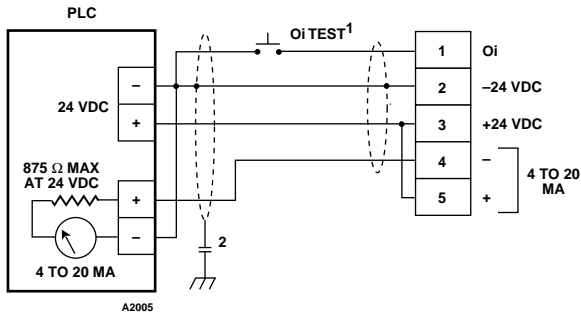 PLC
Oi TEST1
1 Oi
− 2 −24 VDC
24 VDC
+ 3 +24 VDC
875 Ω MAX
AT 24 VDC
4 −
4 TO 20
MA
+ 5 +
−
2
4 TO 20 MA
A2005